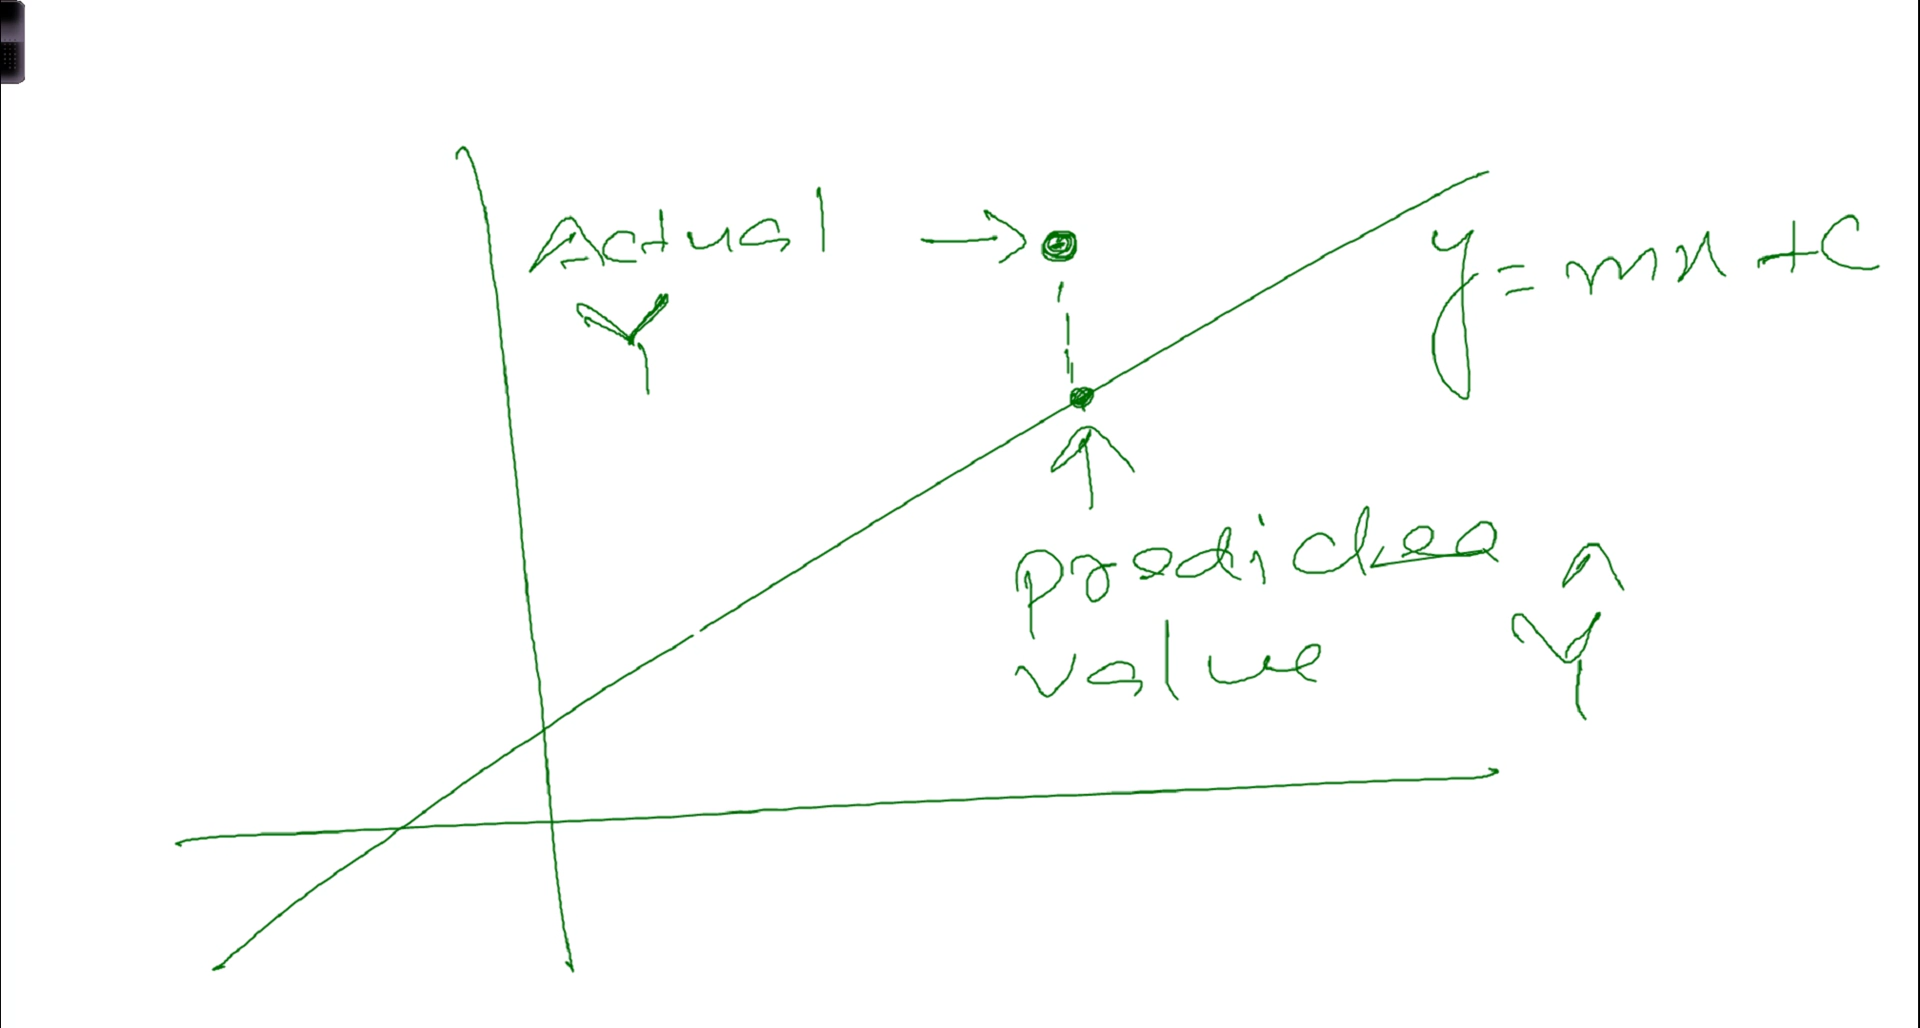 Actual
Y
y = mx + c
predicted
value
Ŷ